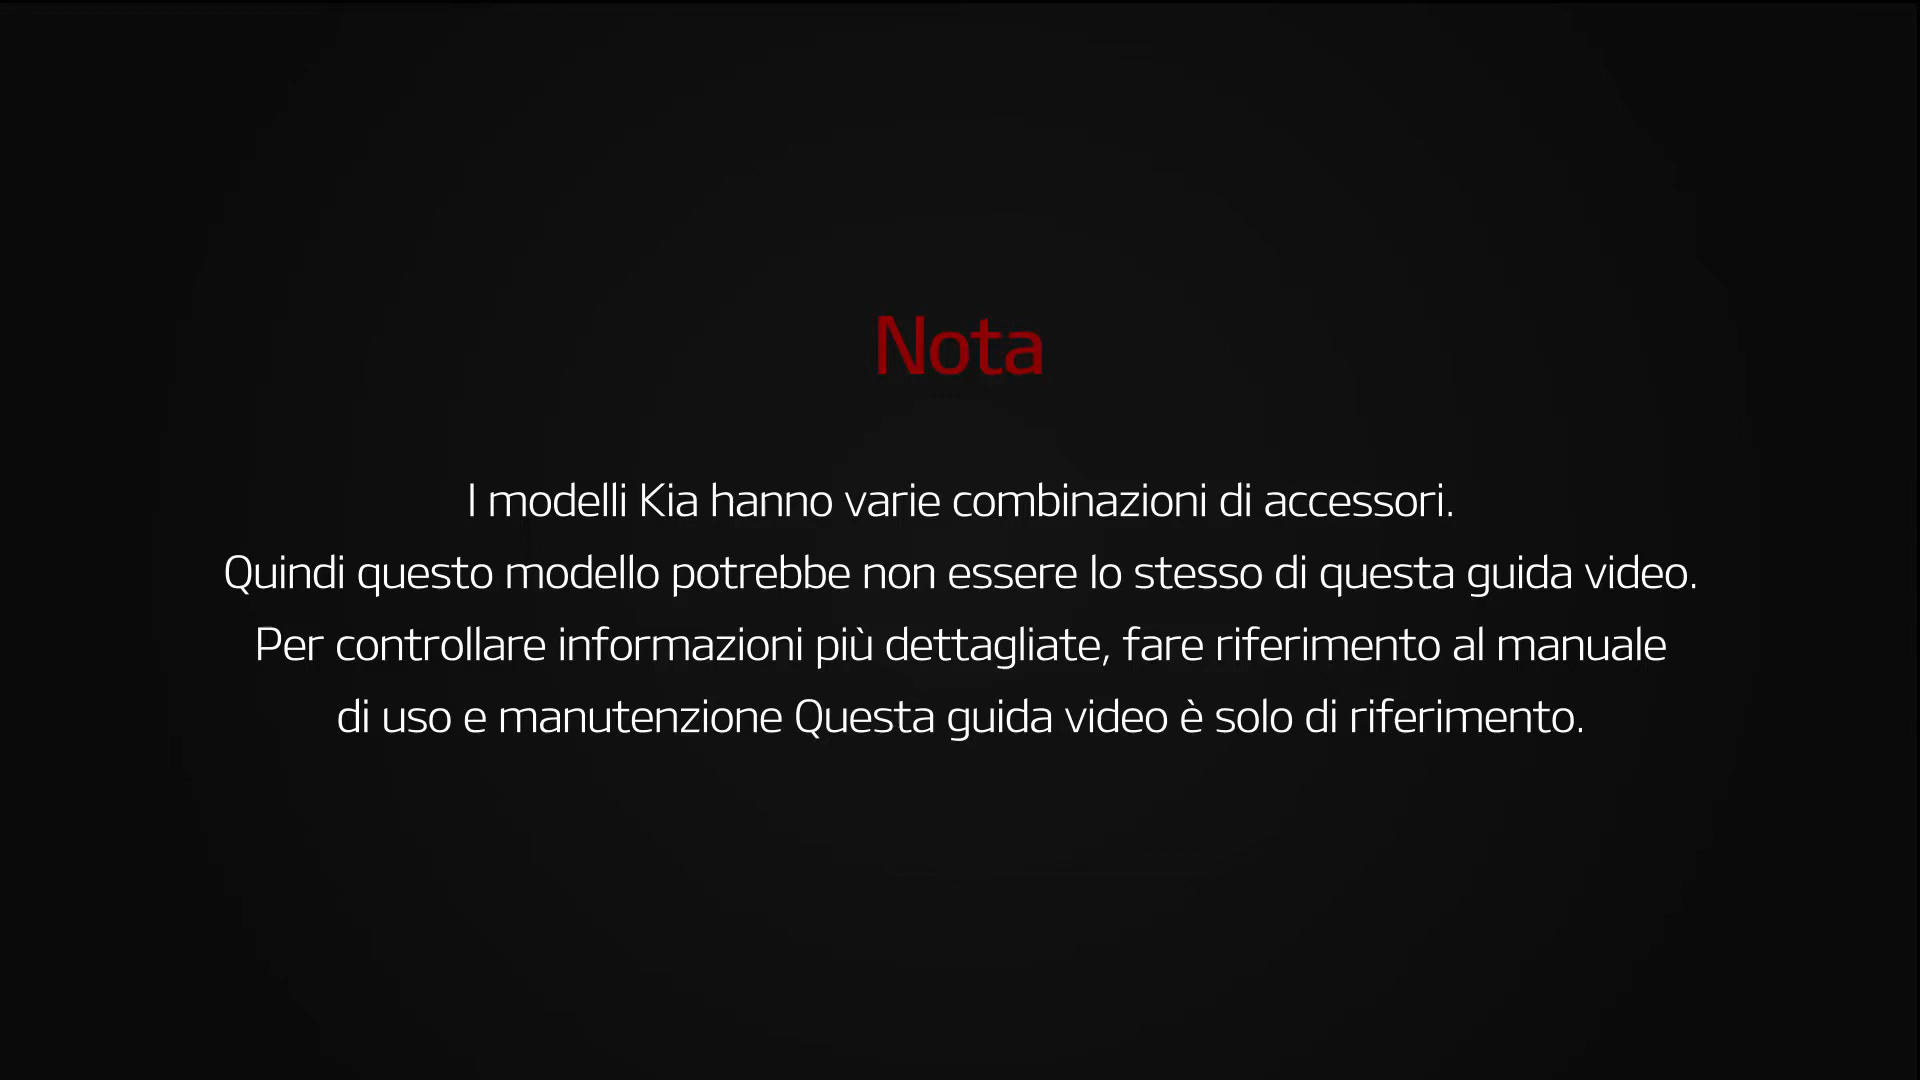 Nota
I modelli Kia hanno varie combinazioni di accessori.
Quindi questo modello potrebbe non essere lo stesso di questa guida video.
Per controllare informazioni più dettagliate, fare riferimento al manuale
di uso e manutenzione Questa guida video è solo di riferimento.